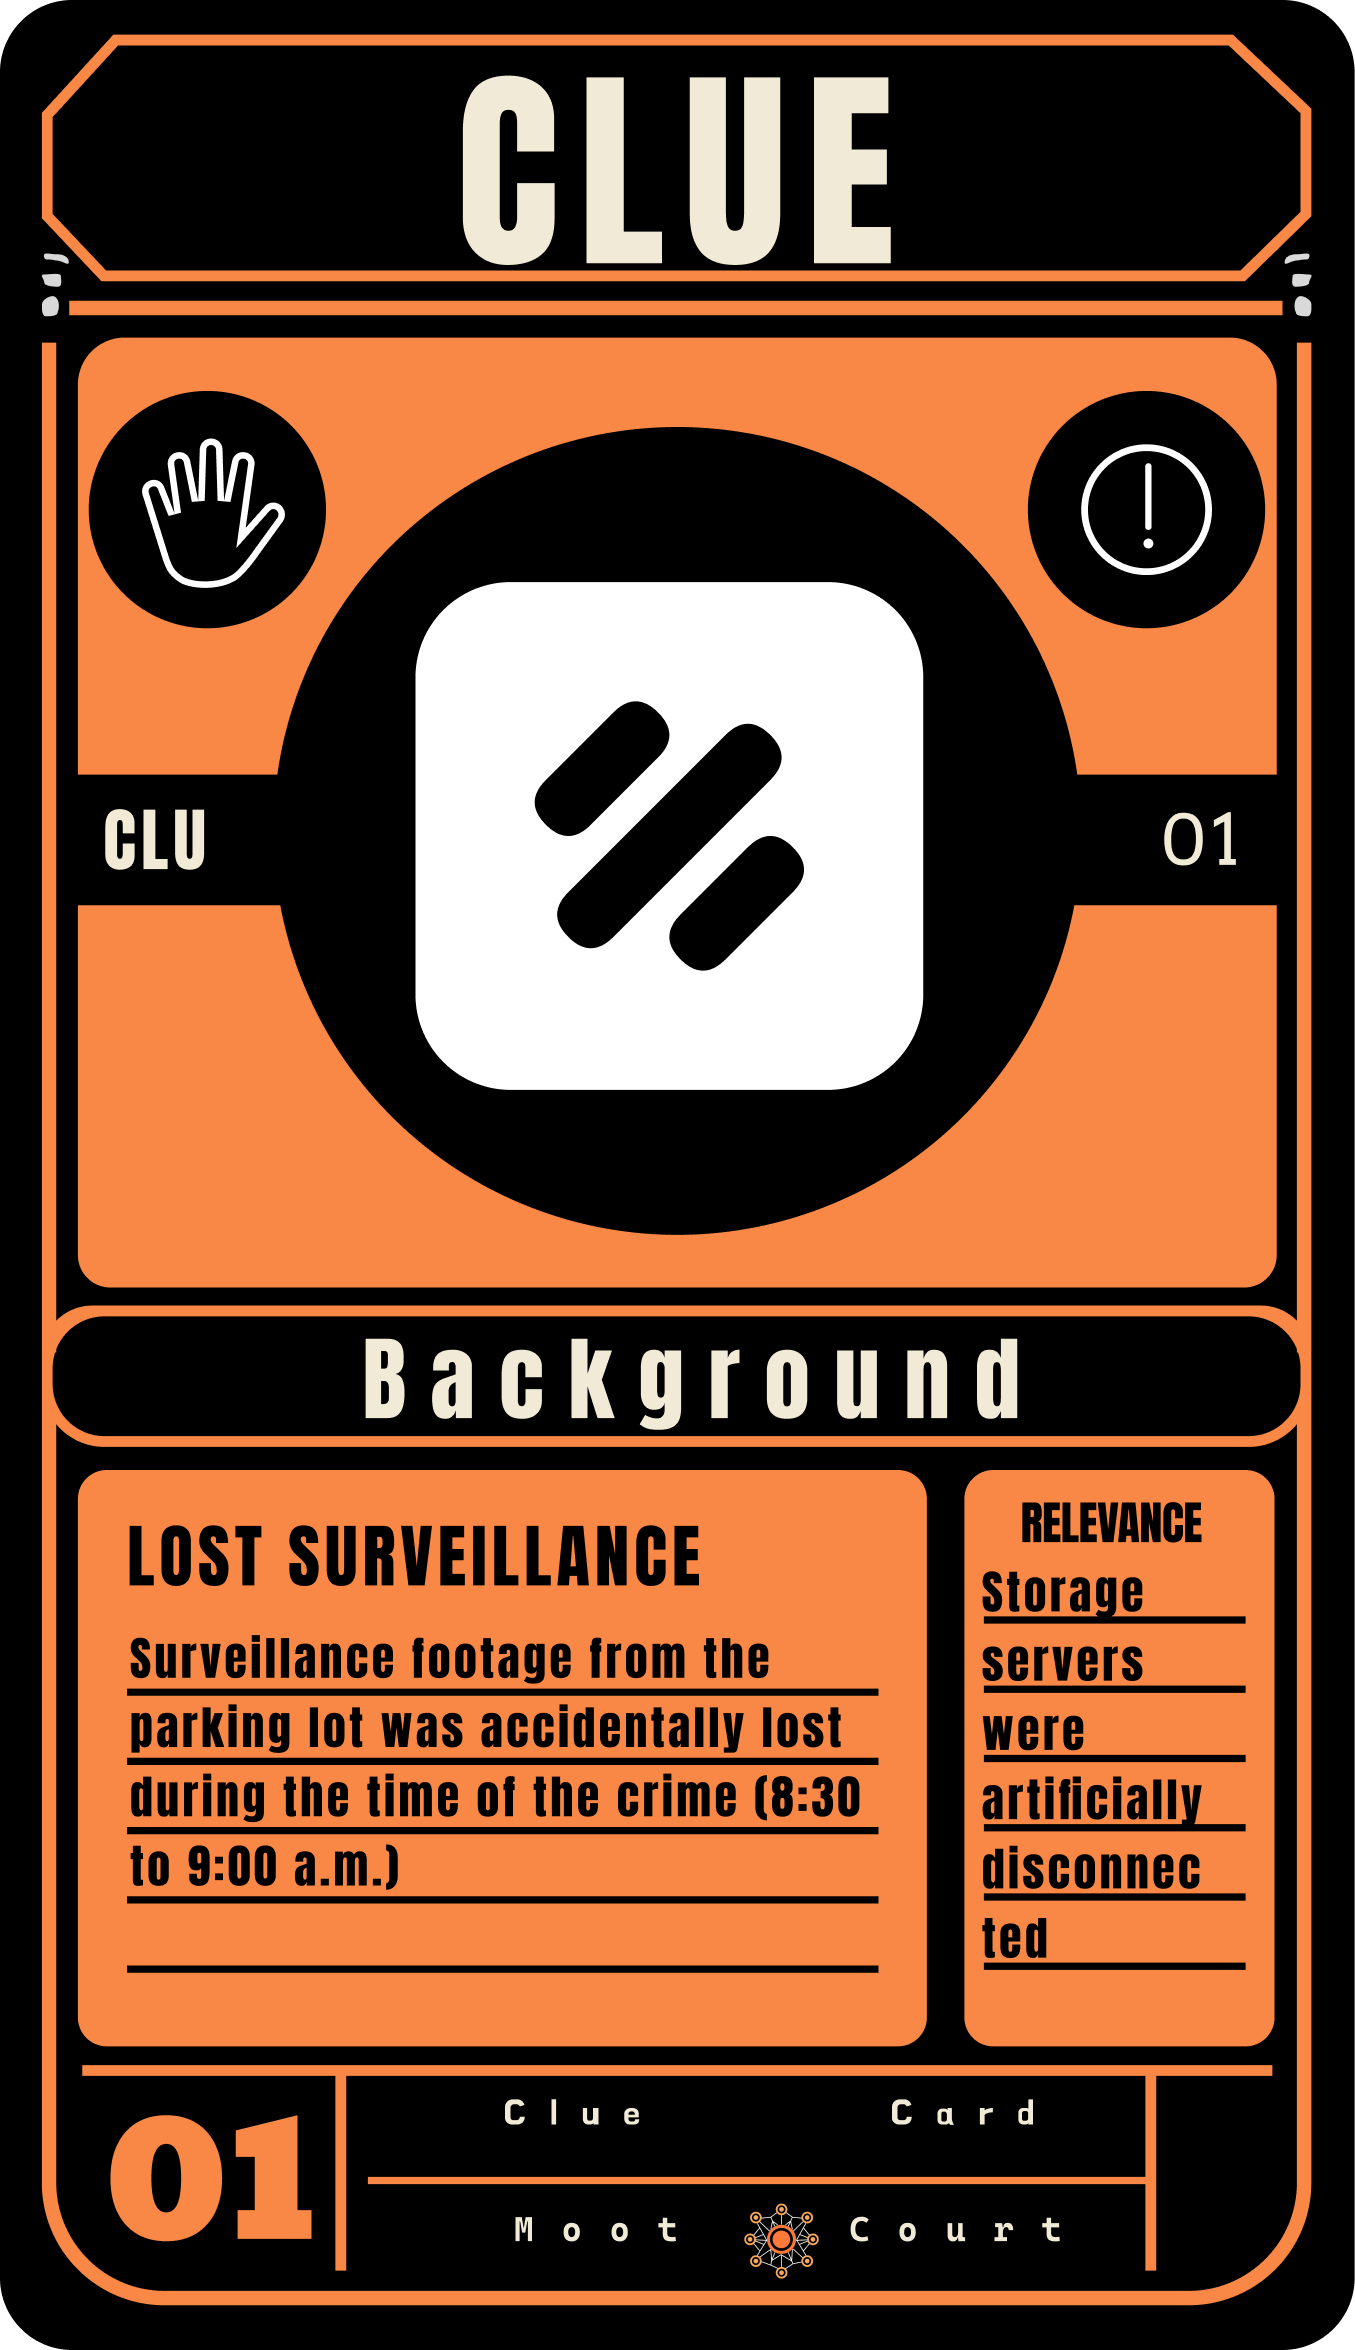 CLUE
CLU 01
Background
LOST SURVEILLANCE
Surveillance footage from the
parking lot was accidentally lost
during the time of the crime (8:30
to 9:00 a.m.)
RELEVANCE
Storage
servers
were
artificially
disconnec
ted
01
Clue Card
Moot Court